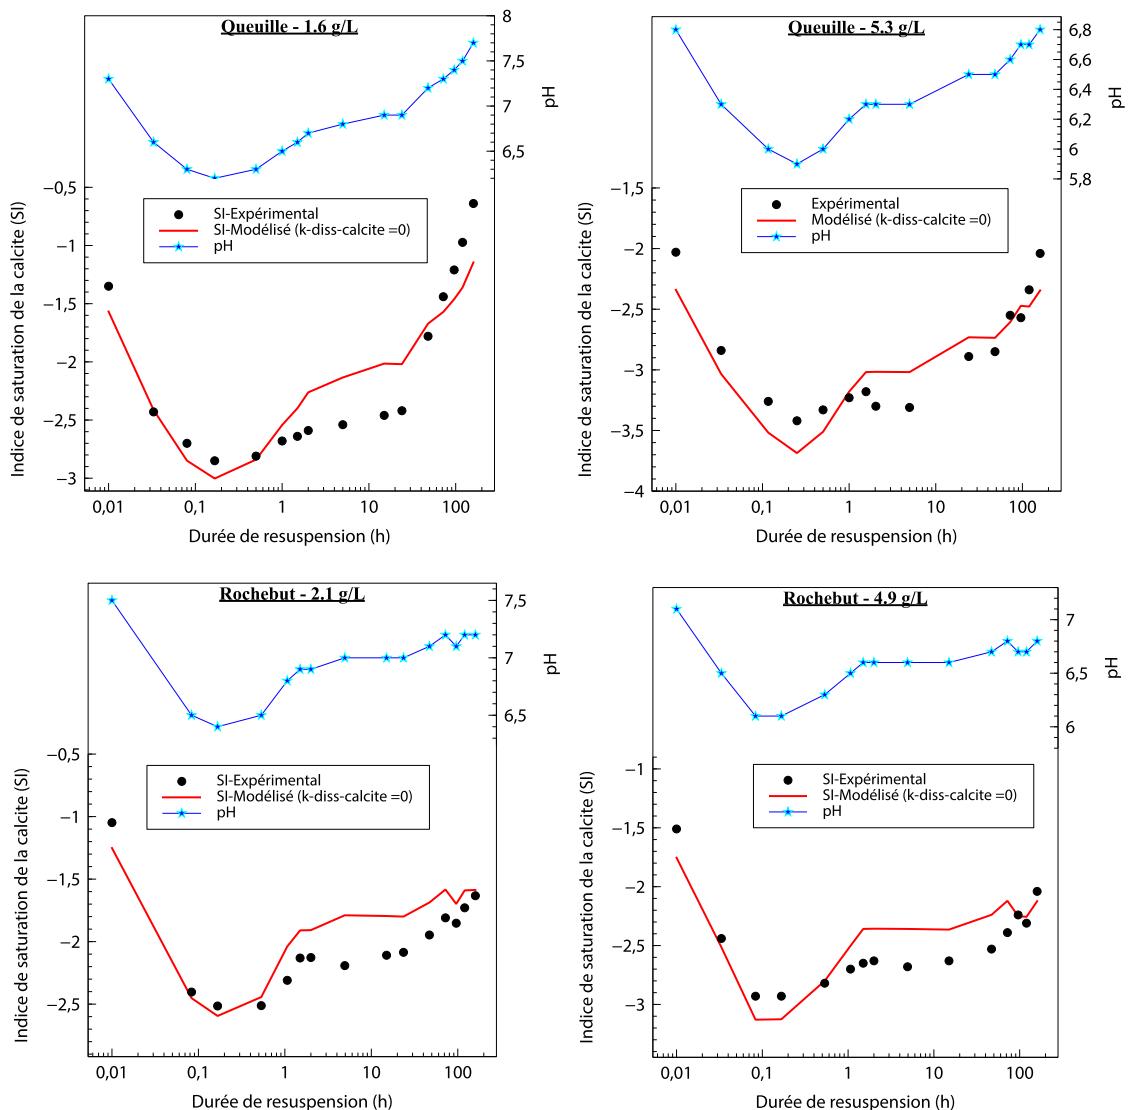 Queuille - 1.6 g/L
8
7,5
7
6,5
pH
−0,5
−1
−1,5
−2
−2,5
−3
Indice de saturation de la calcite (SI)
SI-Expérimental
SI-Modélisé (k-diss-calcite =0)
pH
0,01
0,1
1
10
100
Durée de resuspension (h)
Queuille - 5.3 g/L
6,8
6,6
6,4
6,2
6
5,8
pH
−1,5
−2
−2,5
−3
−3,5
−4
Indice de saturation de la calcite (SI)
Expérimental
Modélisé (k-diss-calcite =0)
pH
0,01
0,1
1
10
100
Durée de resuspension (h)
Rochebut - 2.1 g/L
7,5
7
6,5
pH
−0,5
−1
−1,5
−2
−2,5
Indice de saturation de la calcite (SI)
SI-Expérimental
SI-Modélisé (k-diss-calcite =0)
pH
0,01
0,1
1
10
100
Durée de resuspension (h)
Rochebut - 4.9 g/L
7
6,5
6
pH
−1
−1,5
−2
−2,5
−3
Indice de saturation de la calcite (SI)
SI-Expérimental
SI-Modélisé (k-diss-calcite =0)
pH
0,01
0,1
1
10
100
Durée de resuspension (h)